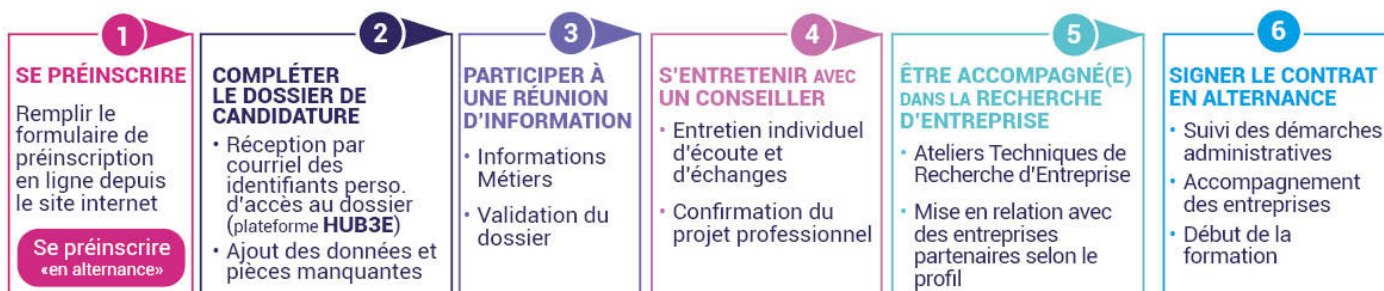 1
SE PRÉINSCRIRE
Remplir le
formulaire de
préinscription
en ligne depuis
le site internet
Se préinscrire
«en alternance»
2
COMPLÉTER
LE DOSSIER DE
CANDIDATURE
• Réception par
courriel des
identifiants perso.
d'accès au dossier
(plateforme HUB3E)
• Ajout des données et
pièces manquantes
3
PARTICIPER À
UNE RÉUNION
D'INFORMATION
• Informations
Métiers
• Validation du
dossier
4
S'ENTRETENIR AVEC
UN CONSEILLER
• Entretien individuel
d'écoute et
d'échanges
• Confirmation du
projet professionnel
5
ÊTRE ACCOMPAGNÉ(E)
DANS LA RECHERCHE
D'ENTREPRISE
• Ateliers Techniques de
Recherche d'Entreprise
• Mise en relation avec
des entreprises
partenaires selon le
profil
6
SIGNER LE CONTRAT
EN ALTERNANCE
• Suivi des démarches
administratives
• Accompagnement
des entreprises
• Début de la
formation